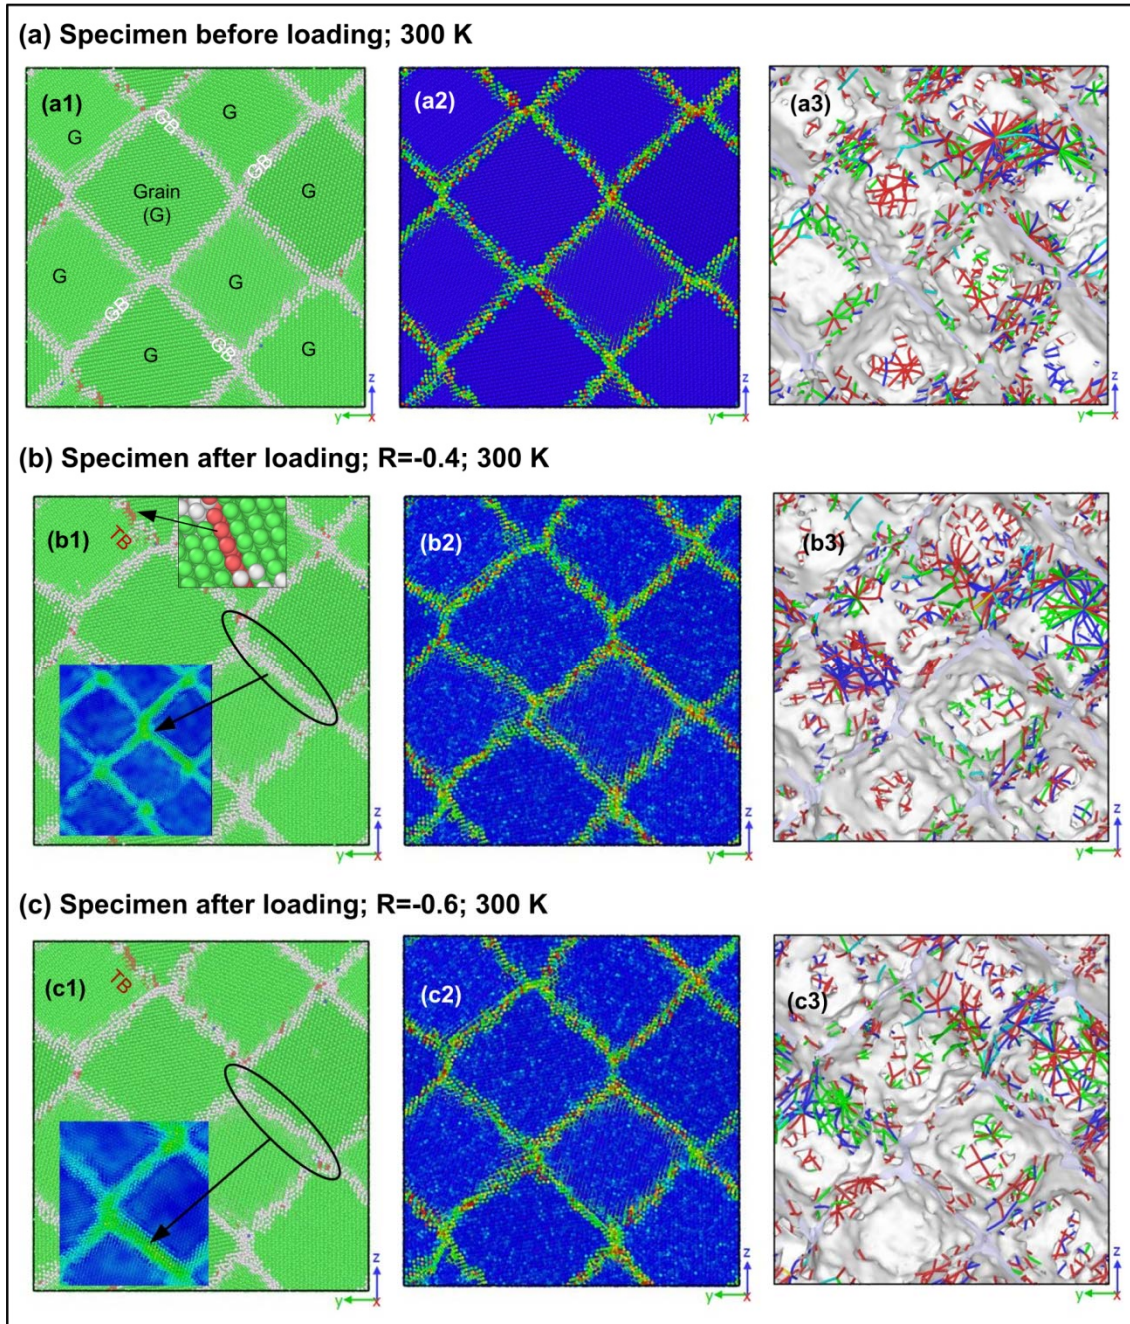 (a) Specimen before loading; 300 K
(a1)
(a2)
(a3)
G
GB
G
GB
Grain
(G)
G
G
G
GB
G
GB
G
z
y
x
z
y
x
z
y
x
(b) Specimen after loading; R=-0.4; 300 K
(b1)
TB
(b2)
(b3)
z
y
x
z
y
x
z
y
x
(c) Specimen after loading; R=-0.6; 300 K
(c1)
TB
(c2)
(c3)
z
y
x
z
y
x
z
y
x